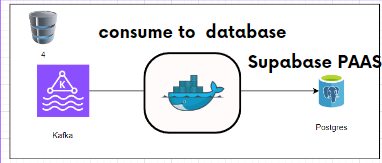 consume to database
4
Supabase PAAS
K
Kafka
Postgres